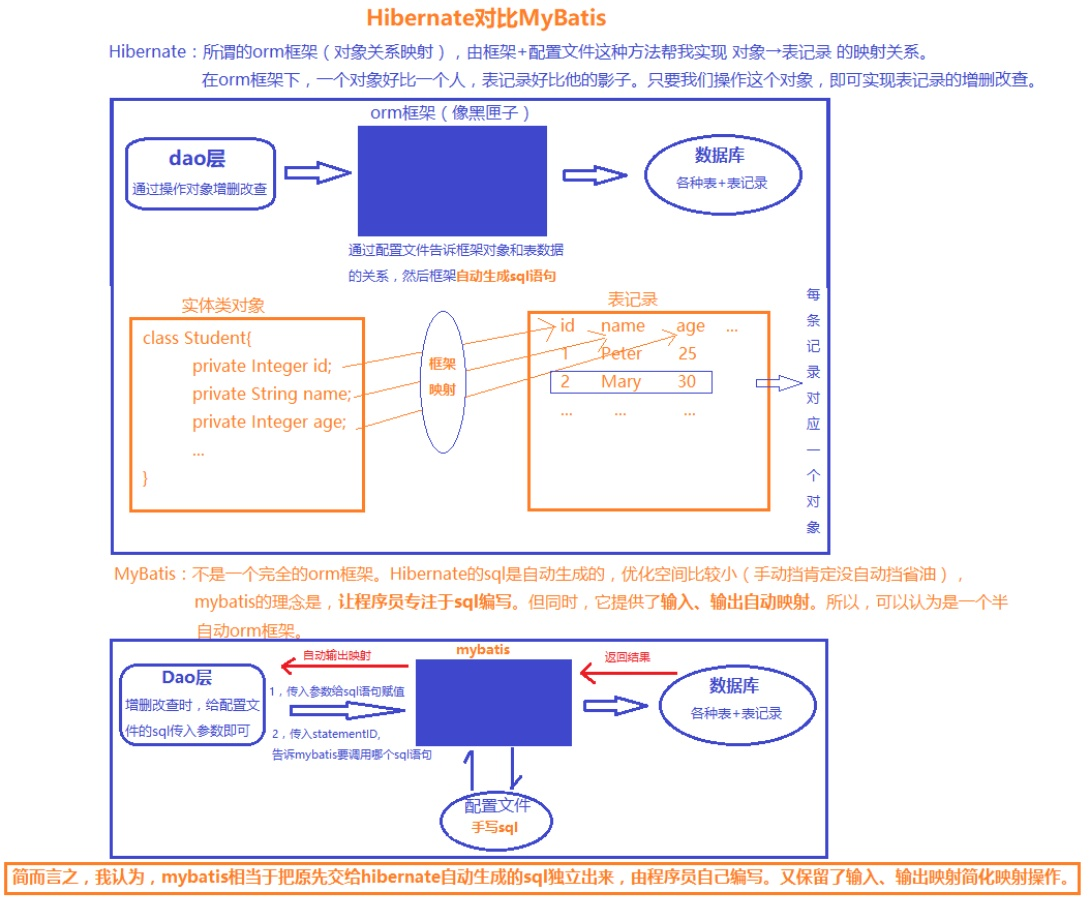 Hibernate对比MyBatis
Hibernate：所谓的orm框架（对象关系映射），由框架+配置文件这种方法帮我实现 对象→表记录 的映射关系。
在orm框架下，一个对象好比一个人，表记录好比他的影子。只要我们操作这个对象，即可实现表记录的增删改查。
orm框架（像黑匣子）
dao层
通过操作对象增删改查
数据库
各种表+表记录
通过配置文件告诉框架对象和表数据
的关系，然后框架自动生成sql语句
实体类对象
class Student{
private Integer id;
private String name;
private Integer age;
...
}
框架
映射
表记录
id name age ...
1 Peter 25
2 Mary 30
... ... ...
每条记录对应一个对象
MyBatis：不是一个完全的orm框架。Hibernate的sql是自动生成的，优化空间比较小（手动挡肯定没自动挡省油），
mybatis的理念是，让程序员专注于sql编写。但同时，它提供了输入、输出自动映射。所以，可以认为是一个半
自动orm框架。
Dao层
增删改查时，给配置文
件的sql传入参数即可
自动输出映射
1，传入参数给sql语句赋值
2，传入statementID,
告诉mybatis要调用哪个sql语句
mybatis
返回结果
数据库
各种表+表记录
配置文件
手写sql
简而言之，我认为，mybatis相当于把原先交给hibernate自动生成的sql独立出来，由程序员自己编写。又保留了输入、输出映射简化映射操作。